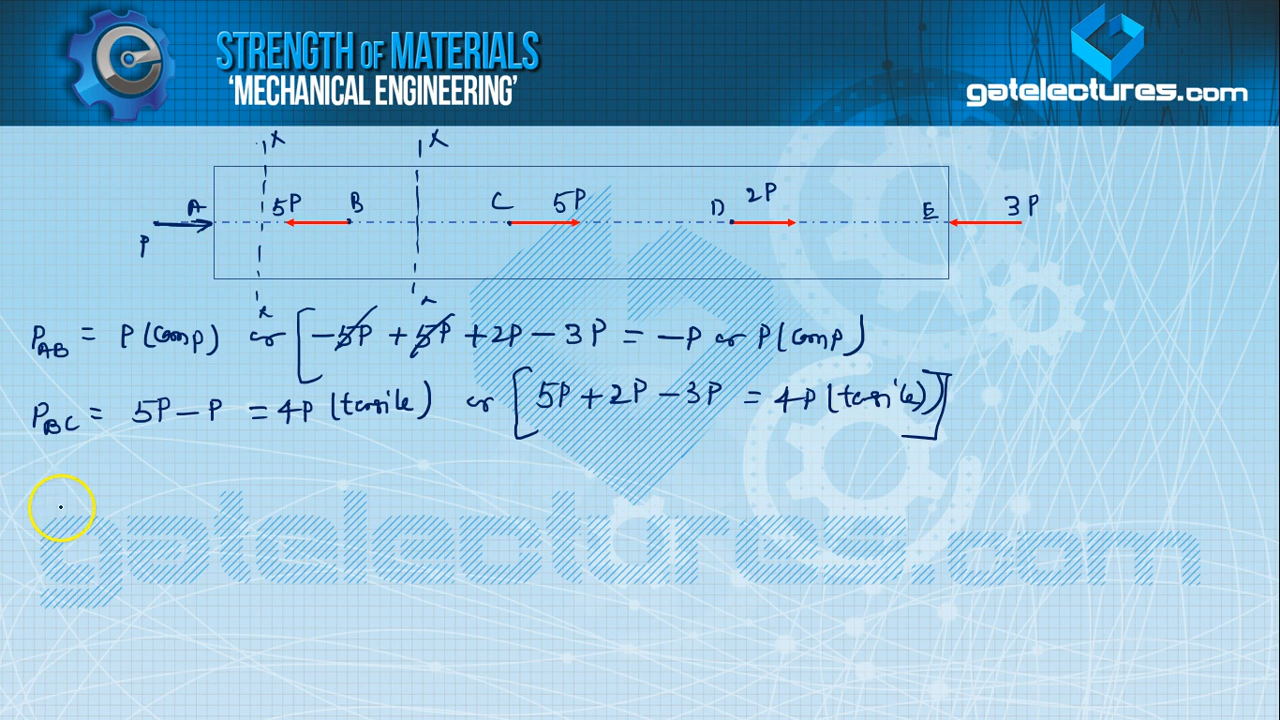 STRENGTH OF MATERIALS
'MECHANICAL ENGINEERING'
gatelectures.com
X X
A 5P B C 5P D 2P E 3P
P
x x
P_AB = P (comp) or [-5P + 5P + 2P - 3P = -P or P (comp)
P_BC = 5P - P = 4P (tensile) or [5P + 2P - 3P = 4P (tensile))]
gatelectures.com